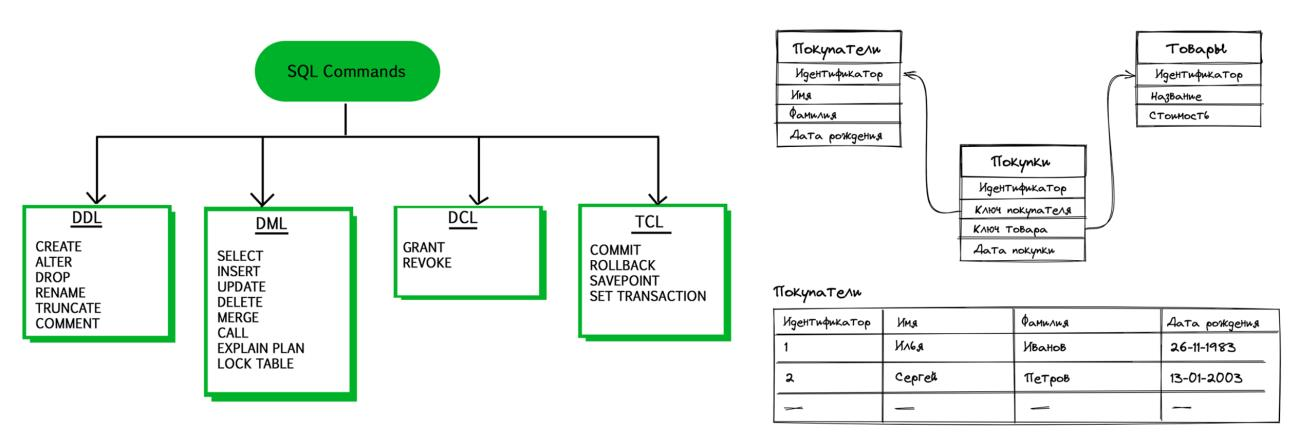 SQL Commands
DDL
CREATE
ALTER
DROP
RENAME
TRUNCATE
COMMENT
DML
SELECT
INSERT
UPDATE
DELETE
MERGE
CALL
EXPLAIN PLAN
LOCK TABLE
DCL
GRANT
REVOKE
TCL
COMMIT
ROLLBACK
SAVEPOINT
SET TRANSACTION
Покупатели
Идентификатор
Имя
Фамилия
Дата рождения
Товары
Идентификатор
Название
Стоимость
Покупки
Идентификатор
Ключ покупателя
Ключ товара
Дата покупки
Покупатели
Идентификатор Имя Фамилия Дата рождения
1 Илья Иванов 26-11-1983
2 Сергей Петров 13-01-2003
— — — —